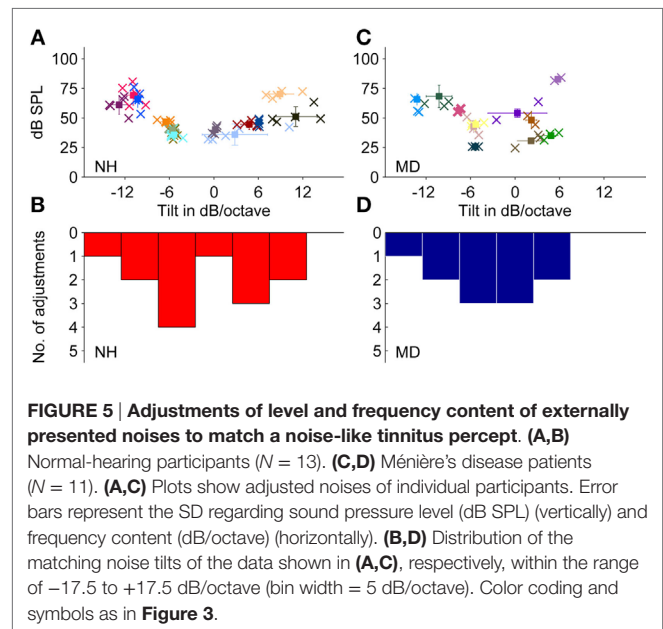 A
C
dB SPL
100
75
50
25
0
NH
-12 -6 0 6 12
Tilt in dB/octave
100
75
50
25
0
MD
-12 -6 0 6 12
Tilt in dB/octave
B
D
No. of adjustments
0
1
2
3
4
5
NH
0
1
2
3
4
5
MD
FIGURE 5 | Adjustments of level and frequency content of externally
presented noises to match a noise-like tinnitus percept. (A,B)
Normal-hearing participants (N = 13). (C,D) Ménière's disease patients
(N = 11). (A,C) Plots show adjusted noises of individual participants. Error
bars represent the SD regarding sound pressure level (dB SPL) (vertically) and
frequency content (dB/octave) (horizontally). (B,D) Distribution of the
matching noise tilts of the data shown in (A,C), respectively, within the range
of −17.5 to +17.5 dB/octave (bin width = 5 dB/octave). Color coding and
symbols as in Figure 3.